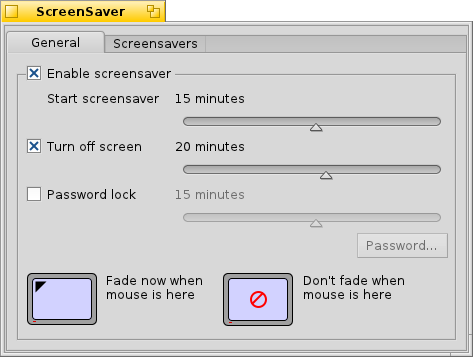 ScreenSaver
General
Screensavers
Enable screensaver
Start screensaver 15 minutes
Turn off screen 20 minutes
Password lock 15 minutes
Password...
Fade now when
mouse is here
Don't fade when
mouse is here